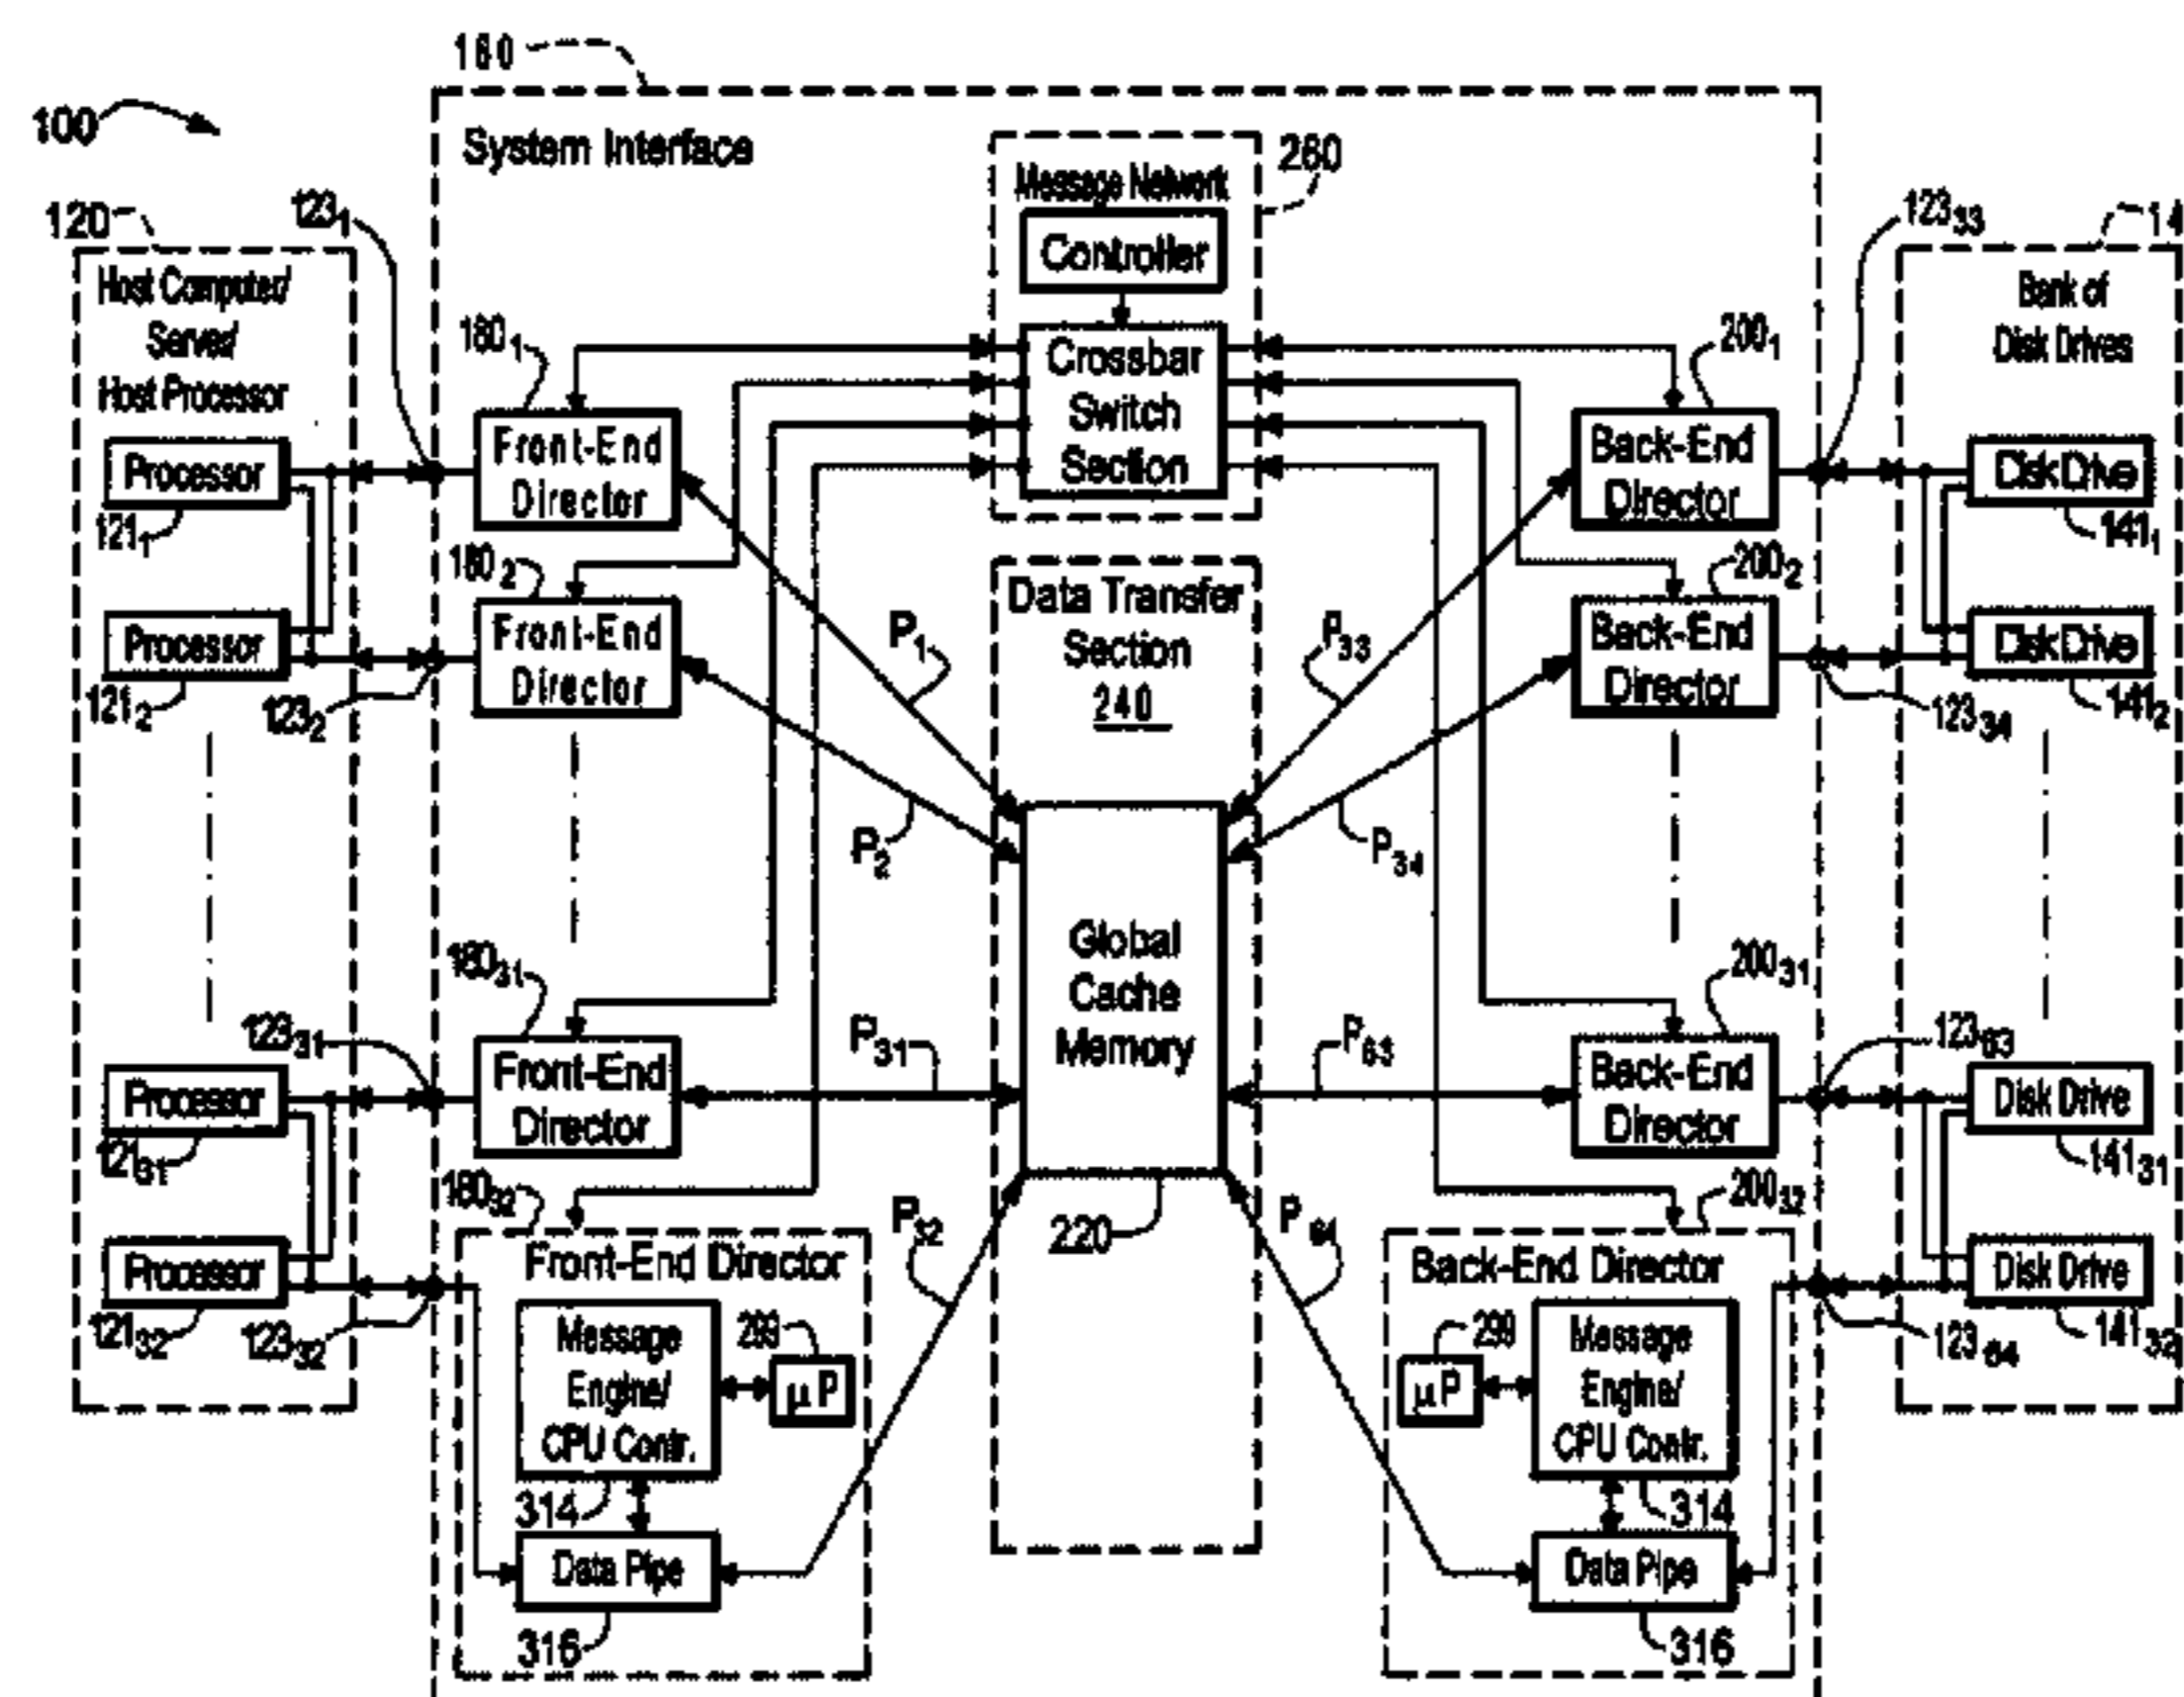 100
160
System Interface
120
Host Computer/
Server/
Host Processor
Processor
121₁
Processor
121₂
Processor
121₃₁
Processor
121₃₂
123₁
123₂
123₃₁
123₃₂
180₁
Front-End
Director
180₂
Front-End
Director
180₃₁
Front-End
Director
180₃₂
Front-End Director
Message
Engine/
CPU Contr.
299
μP
314
Data Pipe
316
Message Network
260
Controller
Crossbar
Switch
Section
Data Transfer
Section
240
P₁
P₂
P₃₁
P₃₂
Global
Cache
Memory
220
P₃₃
P₃₄
P₆₃
P₆₄
200₁
Back-End
Director
200₂
Back-End
Director
200₃₁
Back-End
Director
200₃₂
Back-End Director
299
μP
Message
Engine/
CPU Contr.
314
Data Pipe
316
123₃₃
123₃₄
123₆₃
123₆₄
14
Bank of
Disk Drives
Disk Drive
141₁
Disk Drive
141₂
Disk Drive
141₃₁
Disk Drive
141₃₂